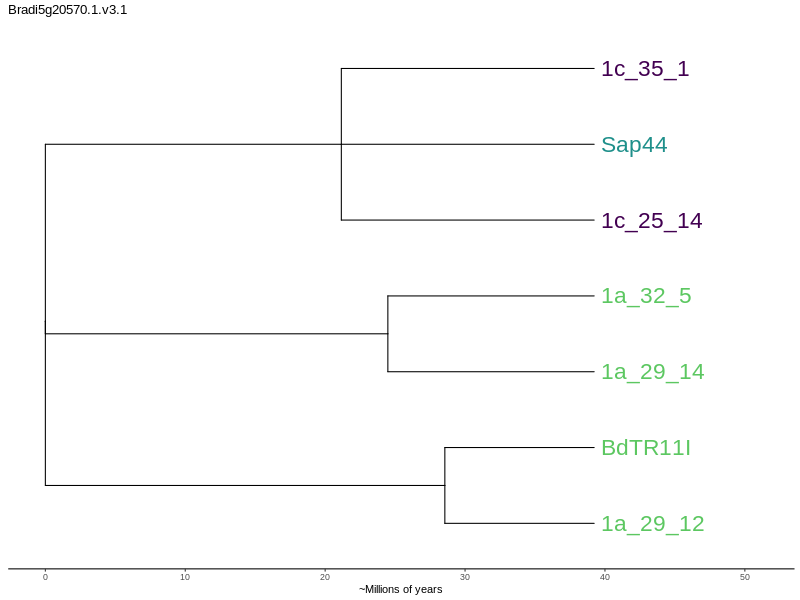 Bradi5g20570.1.v3.1
1c_35_1
Sap44
1c_25_14
1a_32_5
1a_29_14
BdTR11I
1a_29_12
0 10 20 30 40 50
~Millions of years